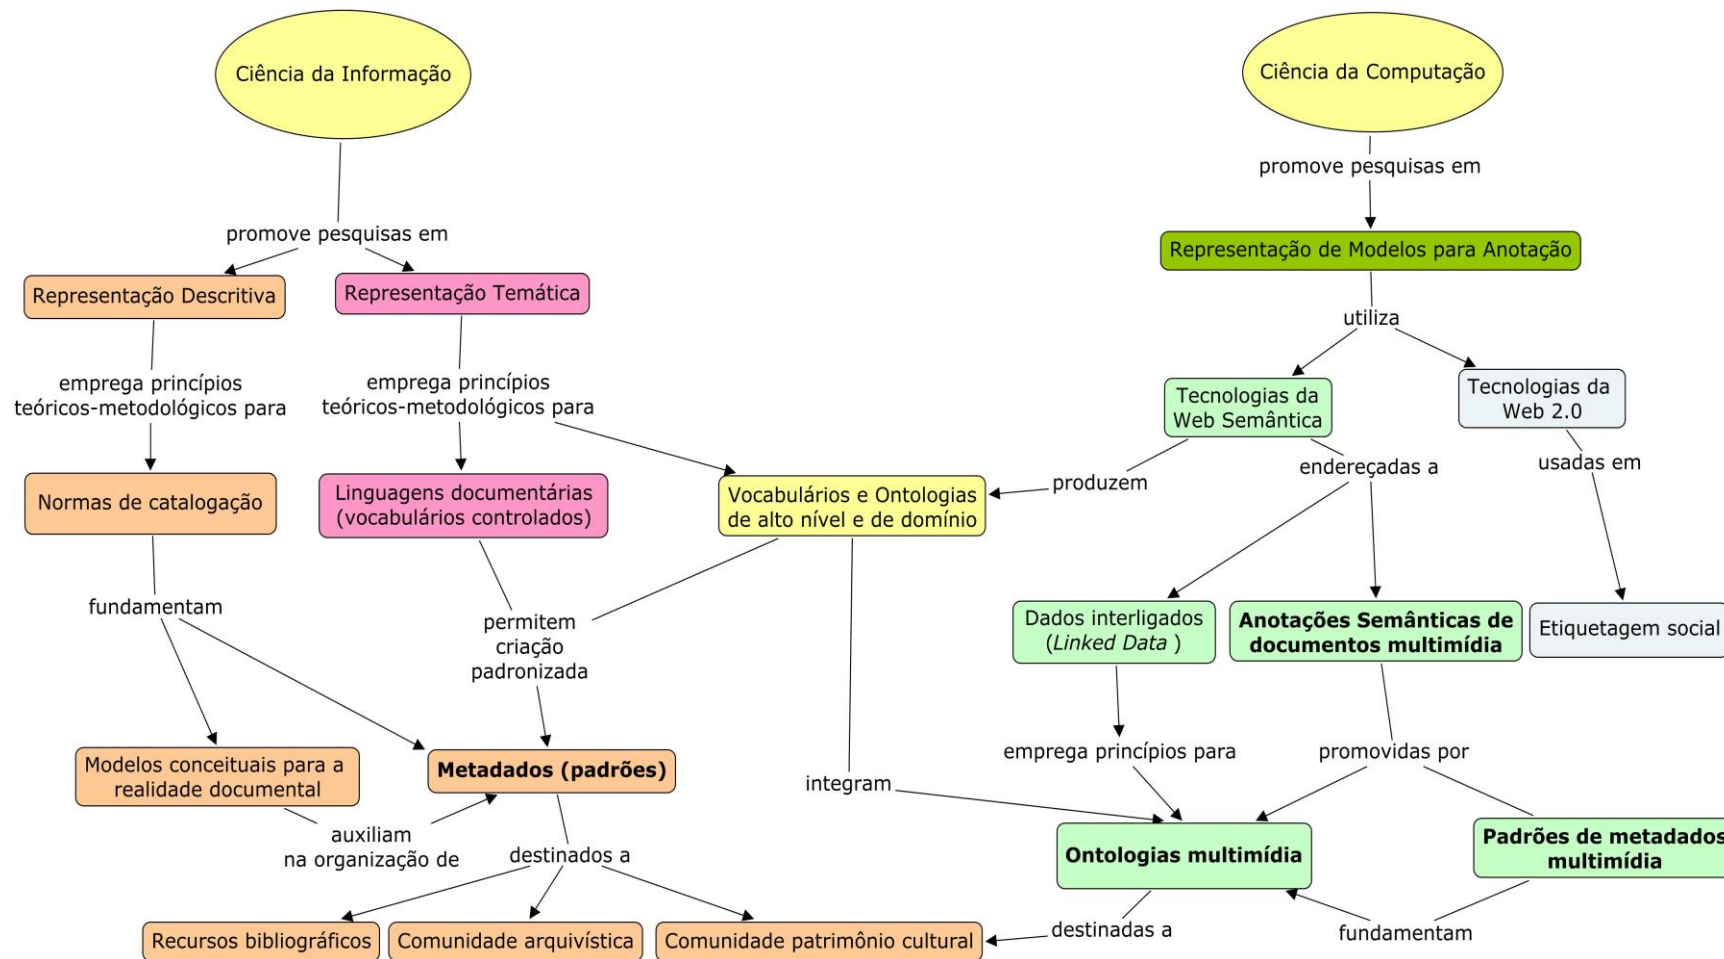 Ciência da Informação
Ciência da Computação
promove pesquisas em
promove pesquisas em
Representação Descritiva
Representação Temática
Representação de Modelos para Anotação
utiliza
emprega princípios
teóricos-metodológicos para
emprega princípios
teóricos-metodológicos para
Tecnologias da
Web Semântica
Tecnologias da
Web 2.0
endereçadas a
usadas em
produzem
Normas de catalogação
Linguagens documentárias
(vocabulários controlados)
Vocabulários e Ontologias
de alto nível e de domínio
fundamentam
permitem
criação
padronizada
Dados interligados
(Linked Data )
Anotações Semânticas de
documentos multimídia
Etiquetagem social
Modelos conceituais para a
realidade documental
Metadados (padrões)
integram
emprega princípios para
promovidas por
auxiliam
na organização de
destinados a
Ontologias multimídia
Padrões de metadados
multimídia
Recursos bibliográficos
Comunidade arquivística
Comunidade patrimônio cultural
destinadas a
fundamentam